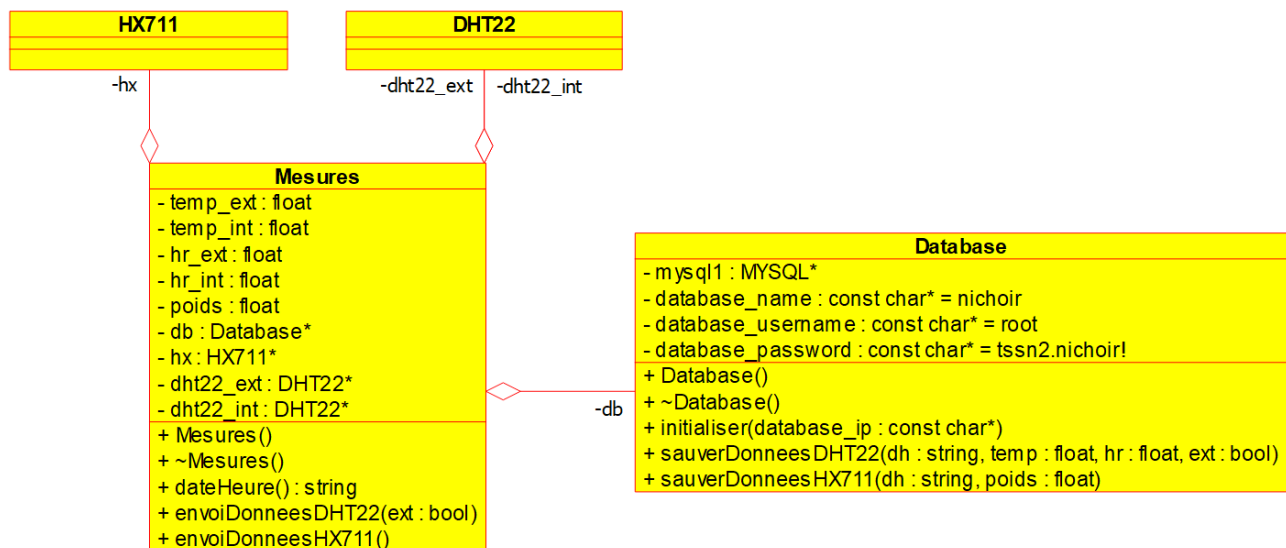 HX711
DHT22
-hx
-dht22_ext
-dht22_int
Mesures
- temp_ext : float
- temp_int : float
- hr_ext : float
- hr_int : float
- poids : float
- db : Database*
- hx : HX711*
- dht22_ext : DHT22*
- dht22_int : DHT22*
+ Mesures()
+ ~Mesures()
+ dateHeure() : string
+ envoiDonneesDHT22(ext : bool)
+ envoiDonneesHX711()
-db
Database
- mysql1 : MYSQL*
- database_name : const char* = nichoir
- database_username : const char* = root
- database_password : const char* = tssn2.nichoir!
+ Database()
+ ~Database()
+ initialiser(database_ip : const char*)
+ sauverDonneesDHT22(dh : string, temp : float, hr : float, ext : bool)
+ sauverDonneesHX711(dh : string, poids : float)